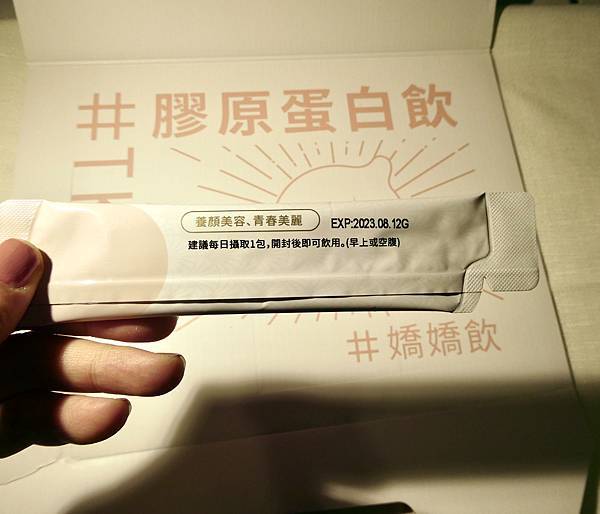 #膠原蛋白飲
#TH
養顏美容、青春美麗
EXP:2023.08.12G
建議每日攝取1包,開封後即可飲用。(早上或空腹)
#嬌嬌飲